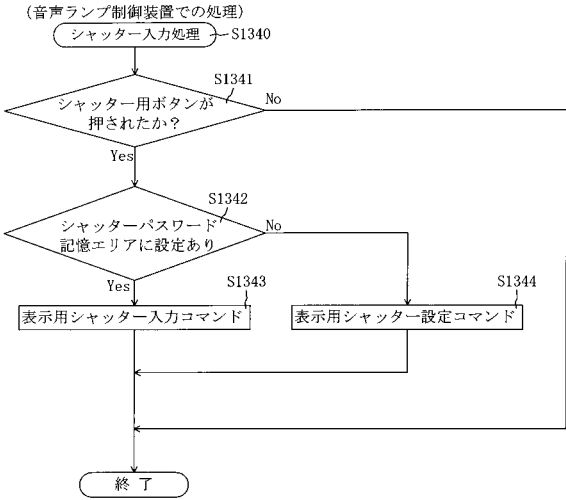 (音声ランプ制御装置での処理)
シャッター入力処理
S1340
S1341
シャッター用ボタンが
押されたか？
No
Yes
S1342
シャッターパスワード
記憶エリアに設定あり
No
Yes
S1343
表示用シャッター入力コマンド
S1344
表示用シャッター設定コマンド
終了